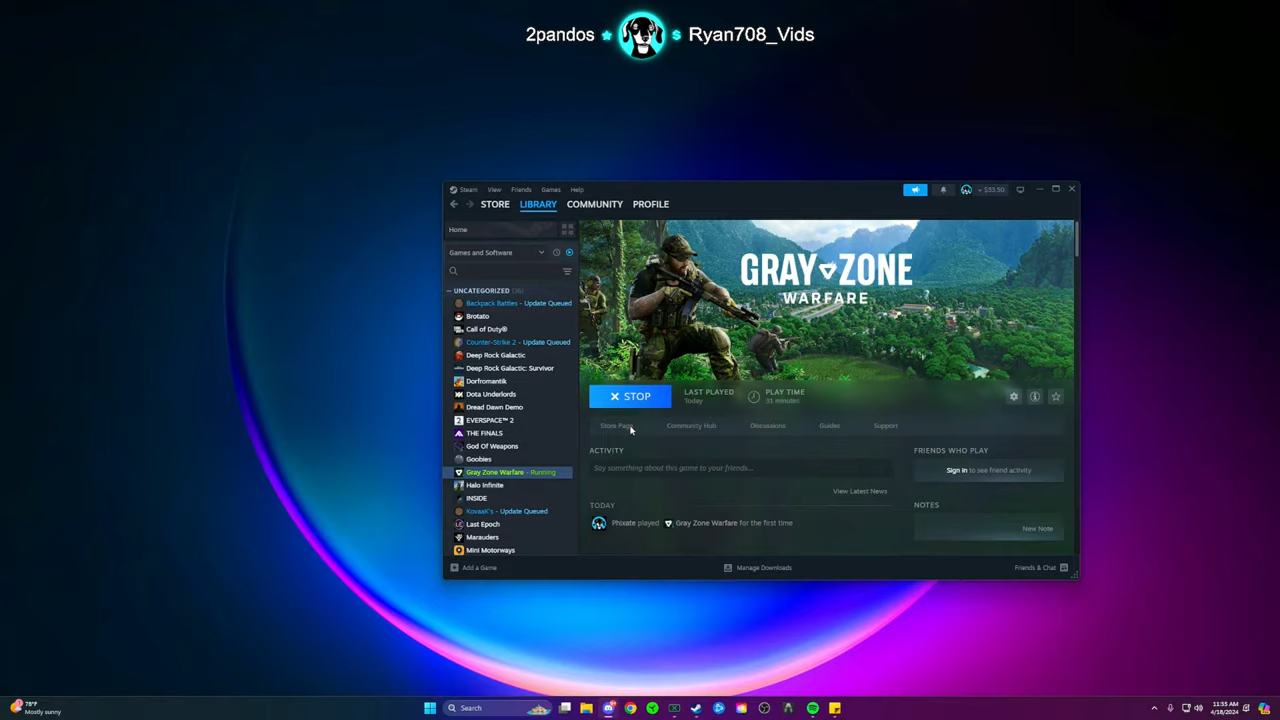 2pandos
$
Ryan708_Vids
Steam View Friends Games Help
$33.50
STORE LIBRARY COMMUNITY PROFILE
Home
Games and Software
UNCATEGORIZED (36)
Backpack Battles - Update Queued
Brotato
Call of Duty®
Counter-Strike 2 - Update Queued
Deep Rock Galactic
Deep Rock Galactic: Survivor
Dorfromantik
Dota Underlords
Dread Dawn Demo
EVERSPACE™ 2
THE FINALS
God Of Weapons
Goobies
Gray Zone Warfare - Running
Halo Infinite
INSIDE
KovaaK's - Update Queued
Last Epoch
Marauders
Mini Motorways
GRAY ZONE
WARFARE
STOP
LAST PLAYED
Today
PLAY TIME
31 minutes
Store Page Community Hub Discussions Guides Support
ACTIVITY
Say something about this game to your friends...
View Latest News
TODAY
Phixate played Gray Zone Warfare for the first time
FRIENDS WHO PLAY
Sign in to see friend activity
NOTES
New Note
Add a Game
Manage Downloads
Friends & Chat
78°F
Mostly sunny
Search
11:35 AM
4/18/2024